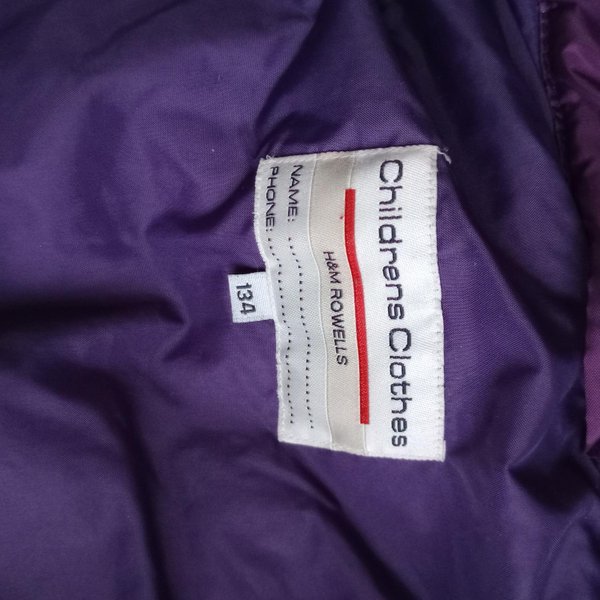 Childrens Clothes
H&M ROWELLS
NAME:
PHONE:
134